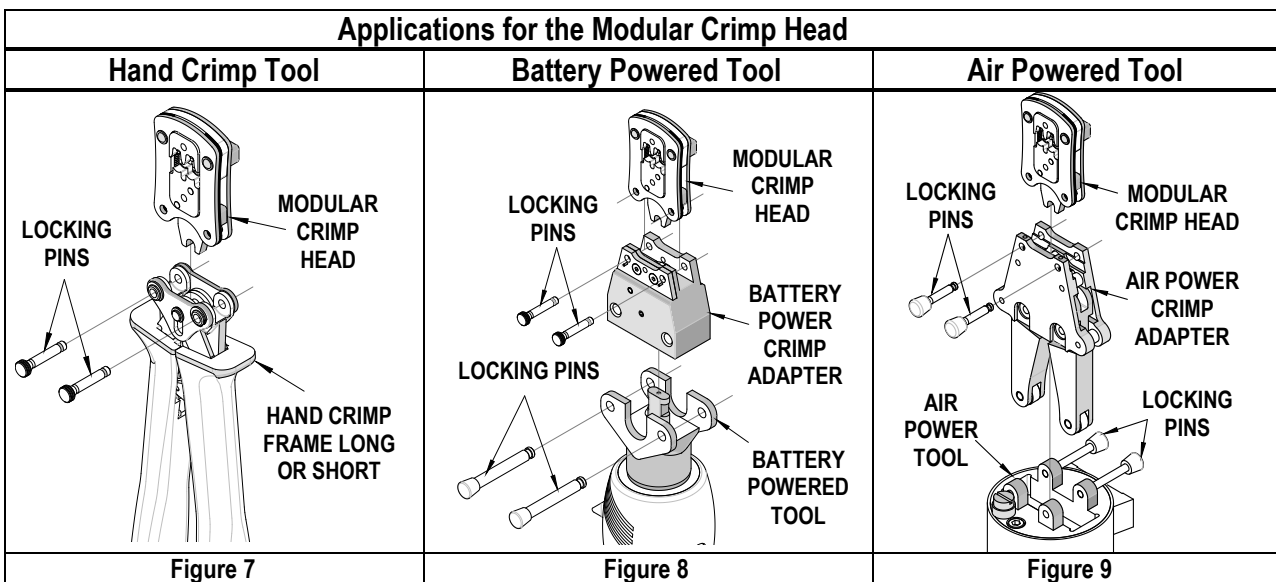 Applications for the Modular Crimp Head
Hand Crimp Tool
Battery Powered Tool
Air Powered Tool
LOCKING
PINS
MODULAR
CRIMP
HEAD
HAND CRIMP
FRAME LONG
OR SHORT
MODULAR
CRIMP
HEAD
LOCKING
PINS
BATTERY
POWER
CRIMP
ADAPTER
LOCKING PINS
BATTERY
POWERED
TOOL
LOCKING
PINS
MODULAR
CRIMP HEAD
AIR POWER
CRIMP
ADAPTER
AIR
POWER
TOOL
LOCKING
PINS
Figure 7
Figure 8
Figure 9